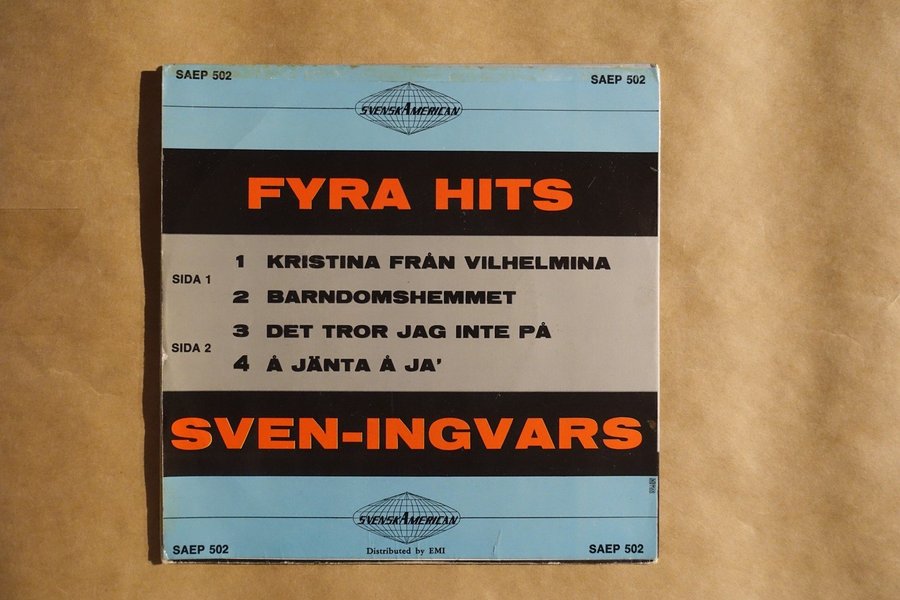 SAEP 502
SAEP 502
SVENSKAMERICAN
FYRA HITS
SIDA 1
1 KRISTINA FRÅN VILHELMINA
2 BARNDOMSHEMMET
SIDA 2
3 DET TROR JAG INTE PÅ
4 Å JÄNTA Å JA'
SVEN-INGVARS
SVENSKAMERICAN
SAEP 502
Distributed by EMI
SAEP 502